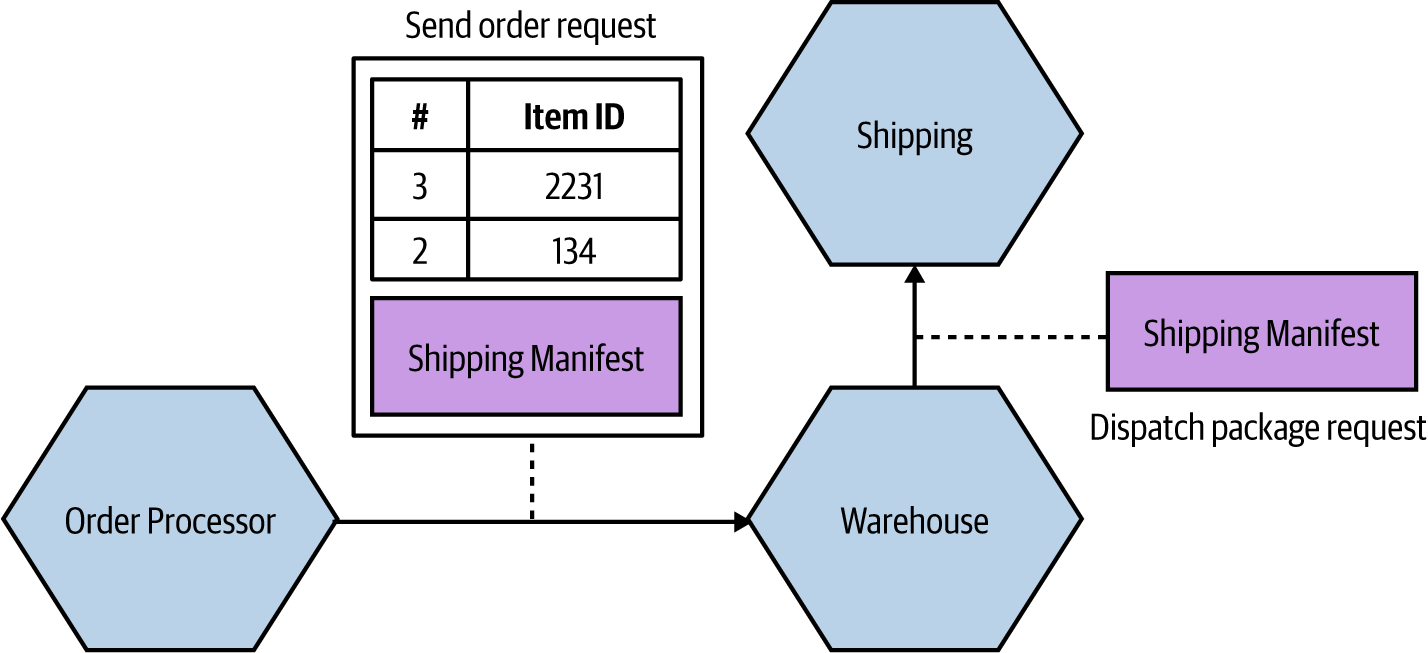 Send order request
# Item ID
3 2231
2 134
Shipping Manifest
Shipping
Shipping Manifest
Dispatch package request
Order Processor
Warehouse